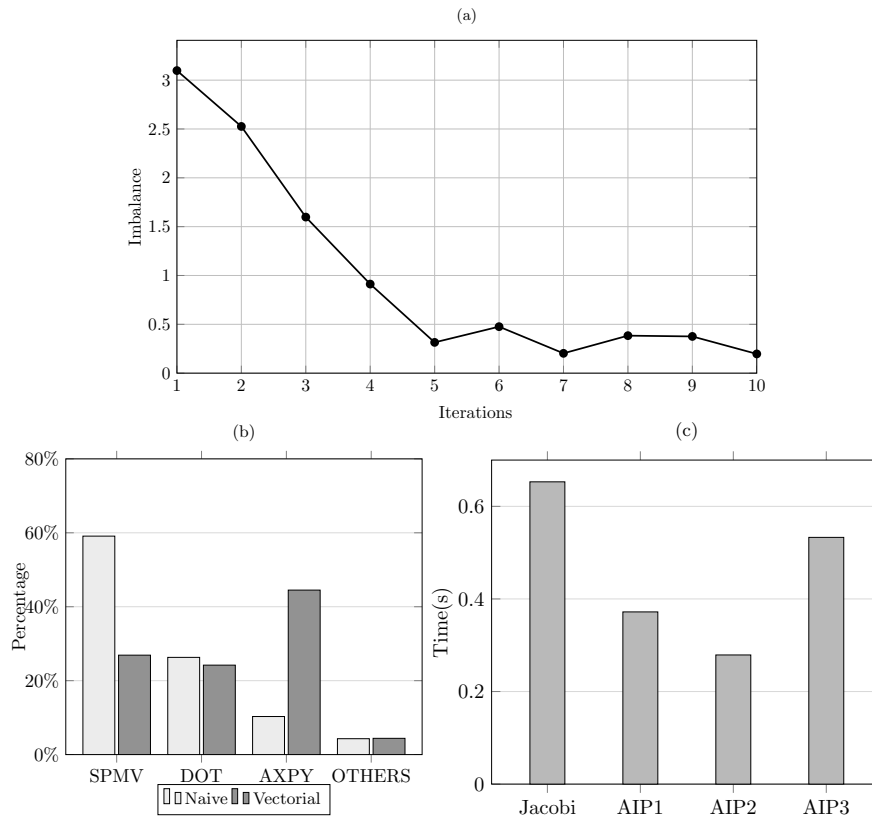 (a)
3
2.5
2
1.5
1
0.5
0
Imbalance
1 2 3 4 5 6 7 8 9 10
Iterations
(b)
80%
60%
40%
20%
0%
Percentage
SPMV DOT AXPY OTHERS
Naive Vectorial
(c)
0.6
0.4
0.2
0
Time(s)
Jacobi AIP1 AIP2 AIP3